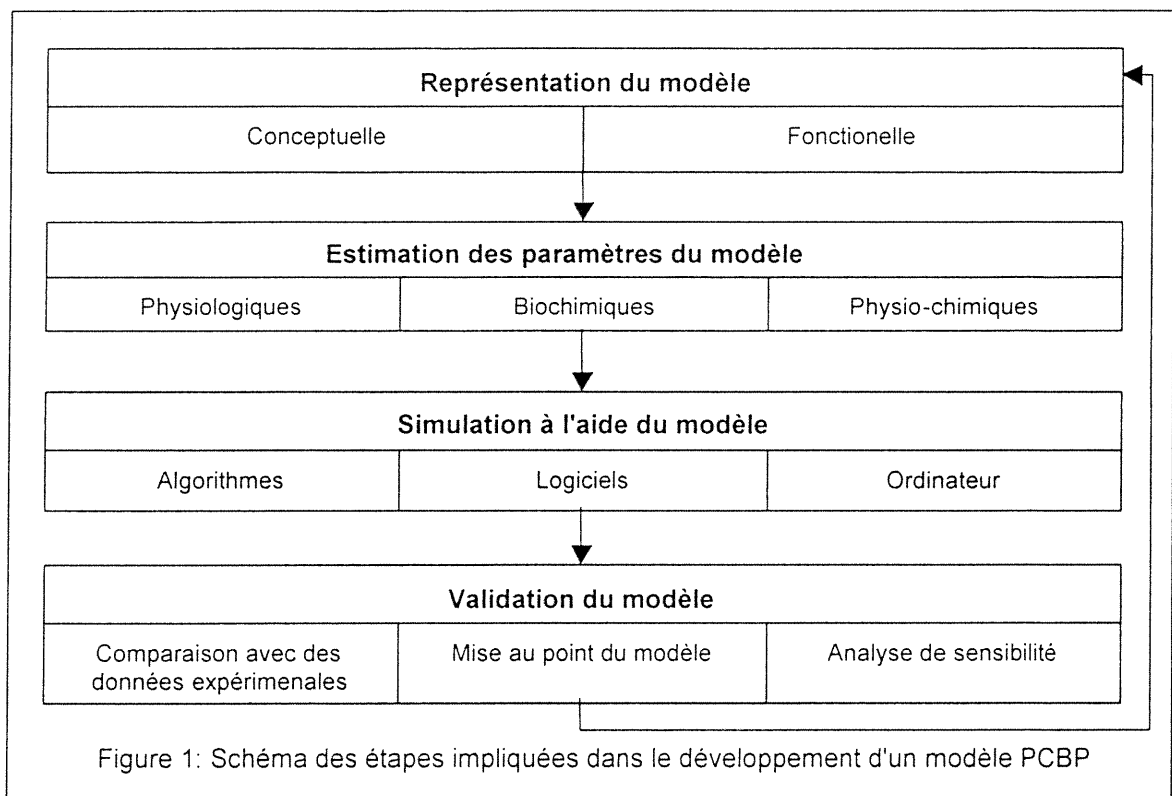 Représentation du modèle
Conceptuelle
Fonctionelle
Estimation des paramètres du modèle
Physiologiques
Biochimiques
Physio-chimiques
Simulation à l'aide du modèle
Algorithmes
Logiciels
Ordinateur
Validation du modèle
Comparaison avec des
données expérimenales
Mise au point du modèle
Analyse de sensibilité
Figure 1: Schéma des étapes impliquées dans le développement d'un modèle PCBP